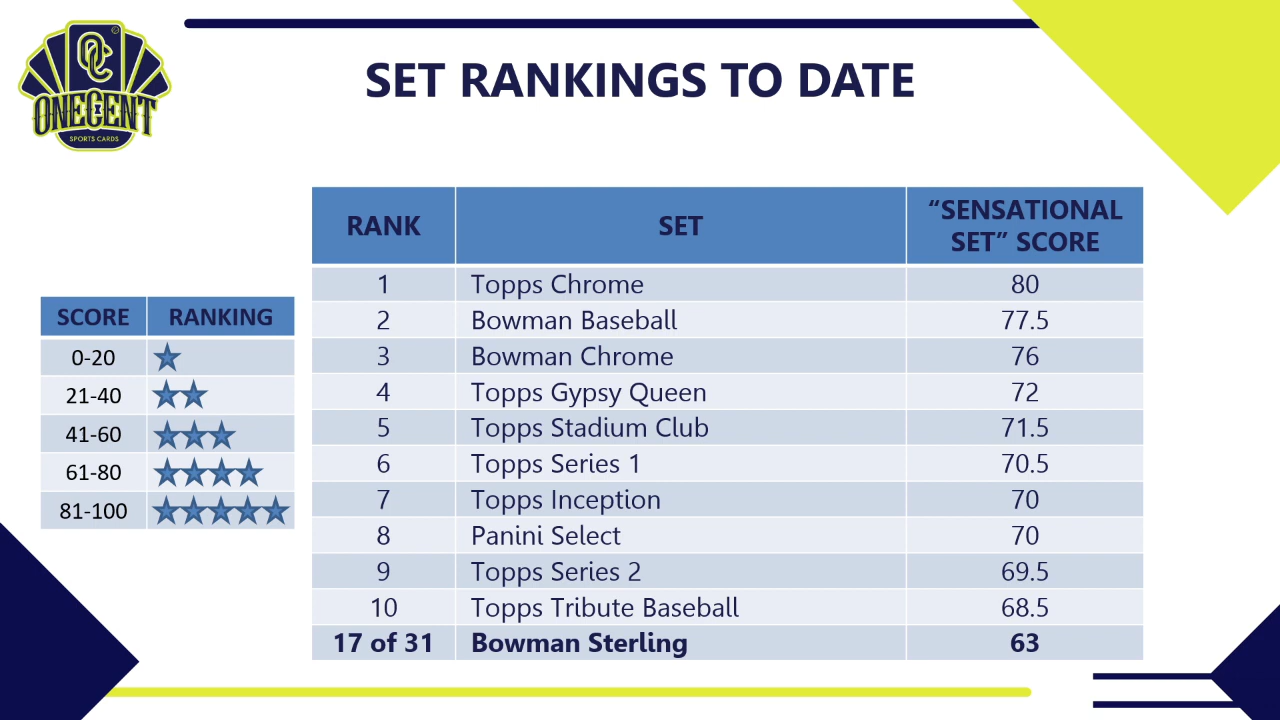 OC
ONECENT
SPORTS CARDS
SET RANKINGS TO DATE
SCORE RANKING
0-20
21-40
41-60
61-80
81-100
RANK SET “SENSATIONAL
SET” SCORE
1 Topps Chrome 80
2 Bowman Baseball 77.5
3 Bowman Chrome 76
4 Topps Gypsy Queen 72
5 Topps Stadium Club 71.5
6 Topps Series 1 70.5
7 Topps Inception 70
8 Panini Select 70
9 Topps Series 2 69.5
10 Topps Tribute Baseball 68.5
17 of 31 Bowman Sterling 63